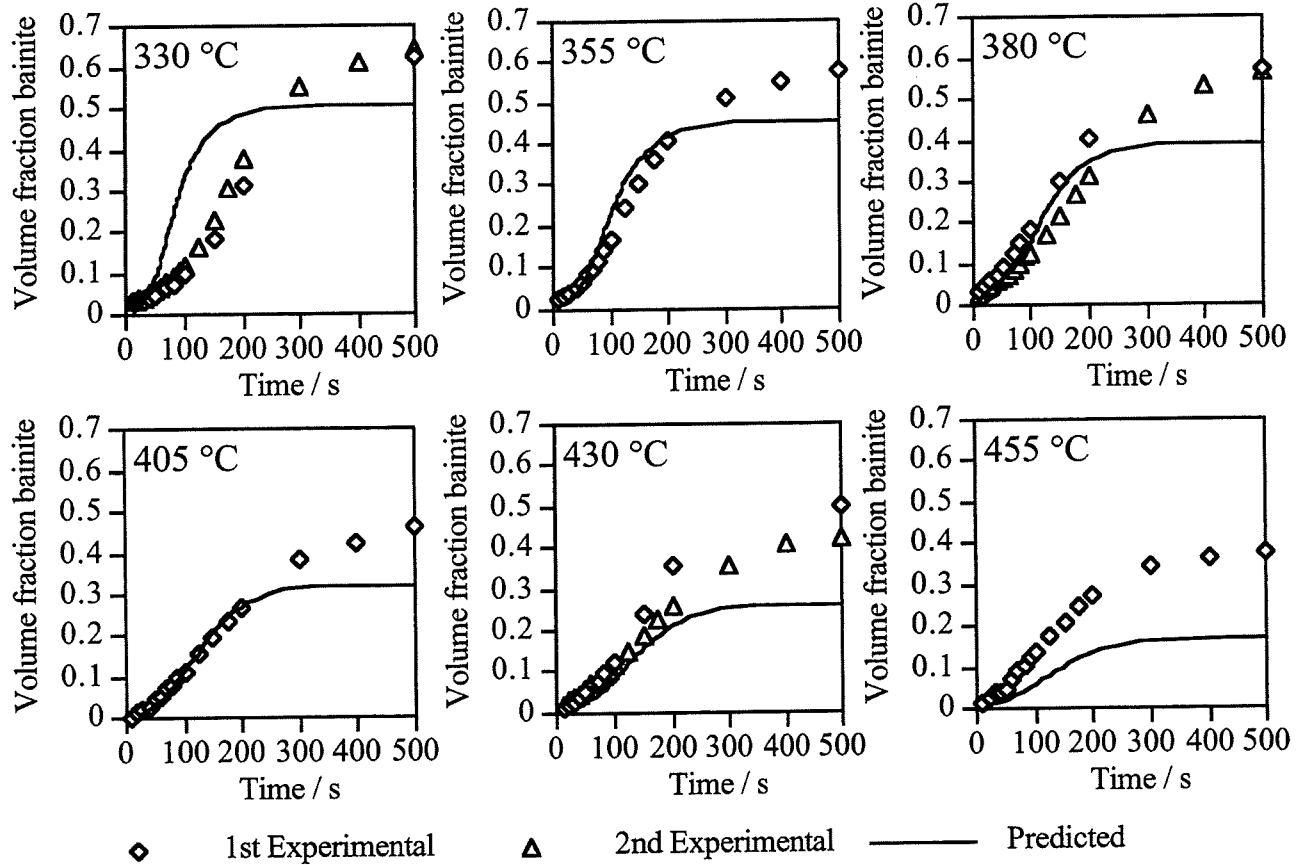 330 °C
Volume fraction bainite
0.7
0.6
0.5
0.4
0.3
0.2
0.1
0
0 100 200 300 400 500
Time / s
355 °C
Volume fraction bainite
0.7
0.6
0.5
0.4
0.3
0.2
0.1
0
0 100 200 300 400 500
Time / s
380 °C
Volume fraction bainite
0.7
0.6
0.5
0.4
0.3
0.2
0.1
0
0 100 200 300 400 500
Time / s
405 °C
Volume fraction bainite
0.7
0.6
0.5
0.4
0.3
0.2
0.1
0
0 100 200 300 400 500
Time / s
430 °C
Volume fraction bainite
0.7
0.6
0.5
0.4
0.3
0.2
0.1
0
0 100 200 300 400 500
Time / s
455 °C
Volume fraction bainite
0.7
0.6
0.5
0.4
0.3
0.2
0.1
0
0 100 200 300 400 500
Time / s
1st Experimental 2nd Experimental Predicted